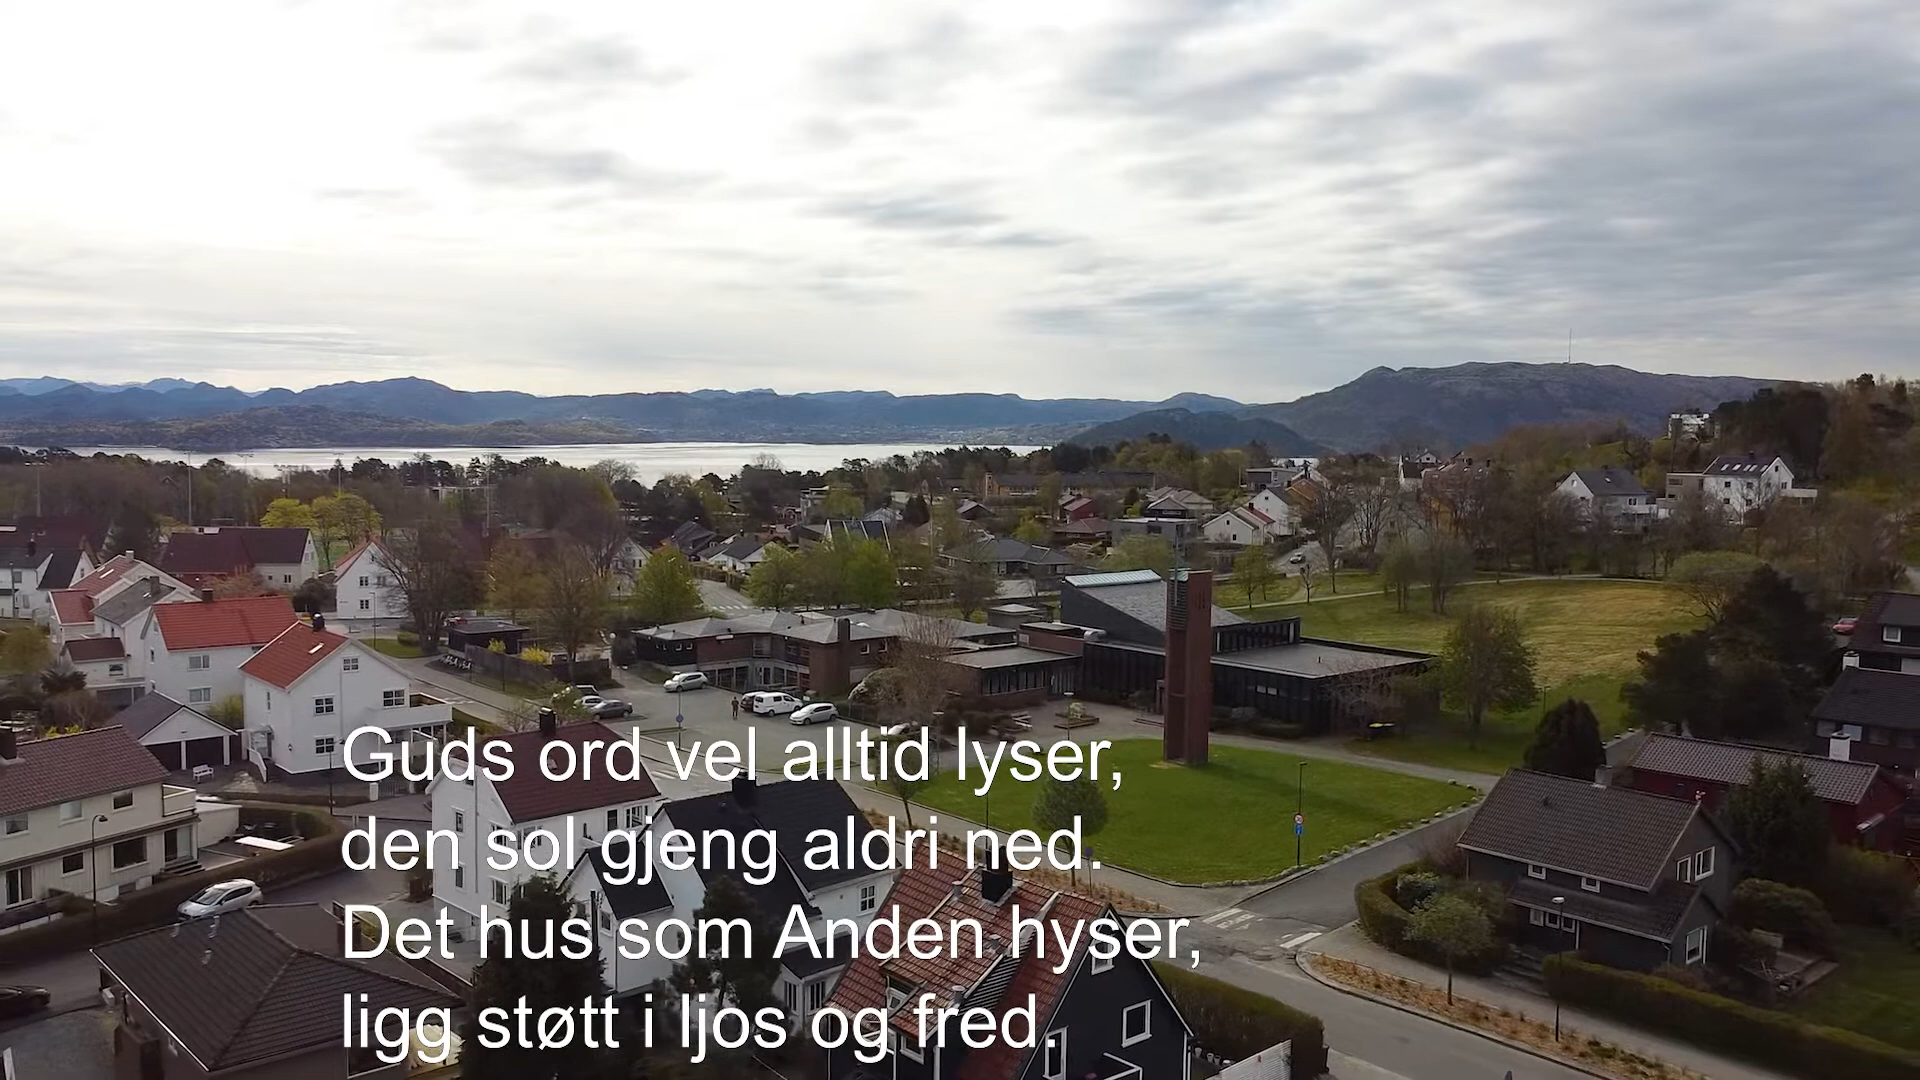 Guds ord vel alltid lyser,
den sol gjeng aldri ned.
Det hus som Anden hyser,
ligg støtt i ljos og fred.